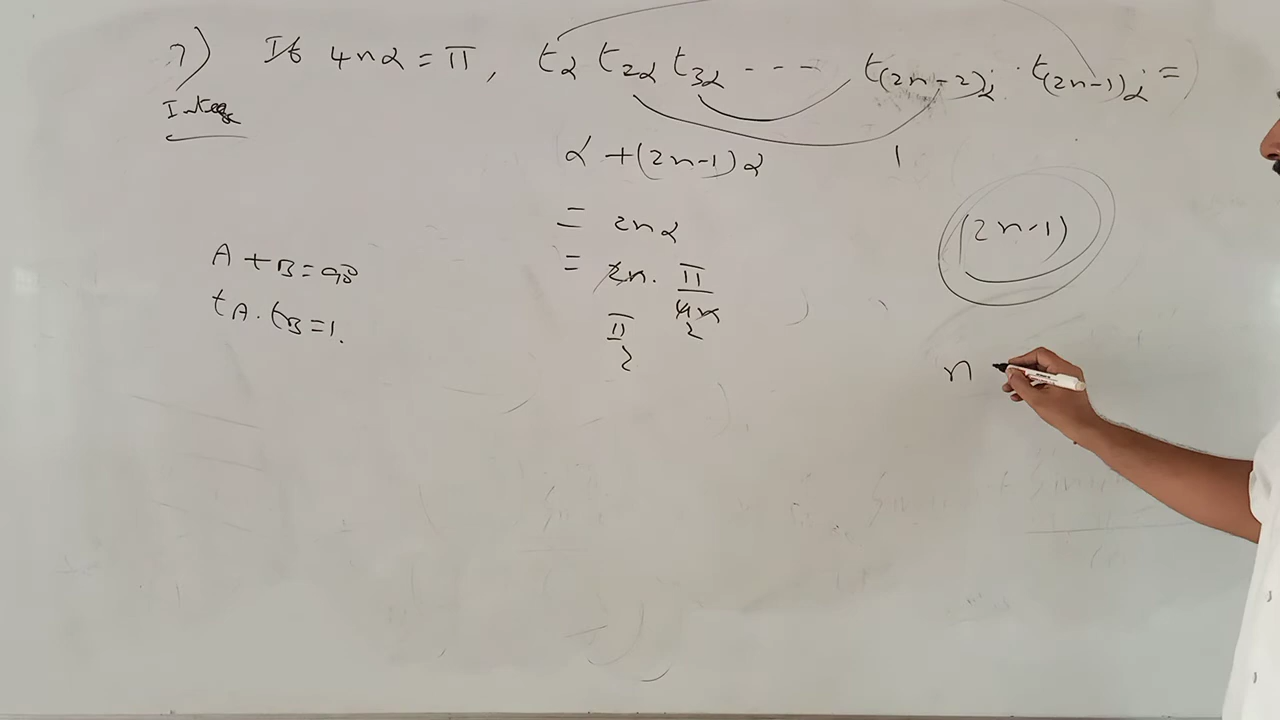 7) If 4nα = π, tα t2α t3α - - - t(2n-2)α · t(2n-1)α =
α + (2n-1)α
1
= 2nα
(2n-1)
A + B = 90
= 2n · π/4n
2
tA · tB = 1.
π/2
n